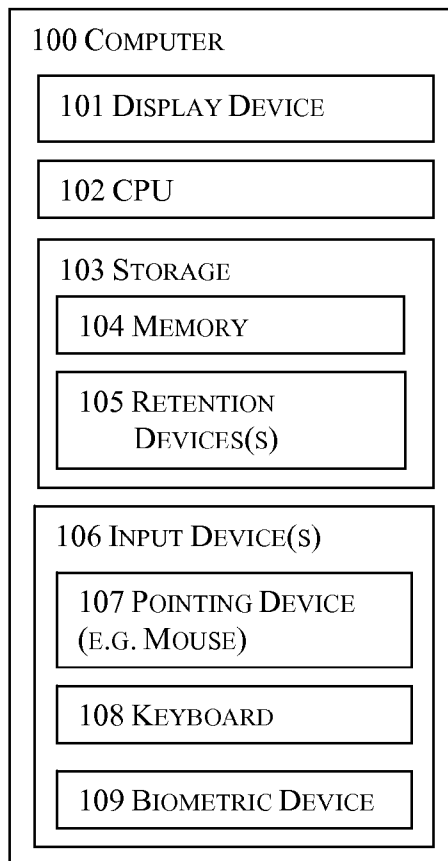 100 COMPUTER
101 DISPLAY DEVICE
102 CPU
103 STORAGE
104 MEMORY
105 RETENTION
DEVICES(S)
106 INPUT DEVICE(S)
107 POINTING DEVICE
(E.G. MOUSE)
108 KEYBOARD
109 BIOMETRIC DEVICE